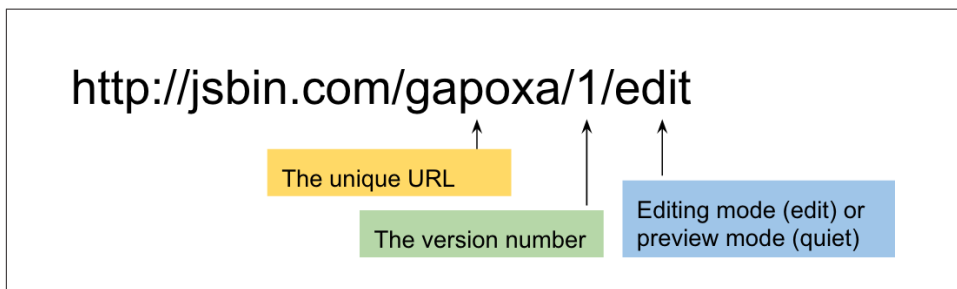 http://jsbin.com/gapoxa/1/edit
The unique URL
The version number
Editing mode (edit) or
preview mode (quiet)